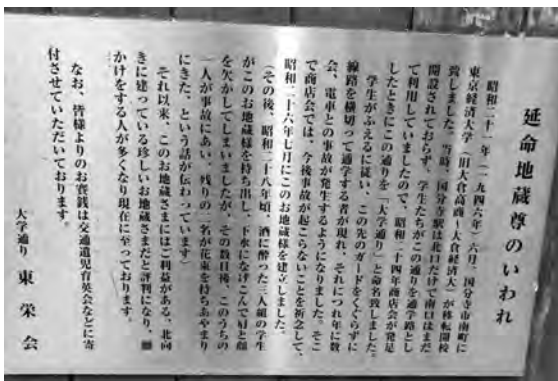 延命地蔵尊のいわれ
昭和二十一年（一九四六年）六月、国分寺市南町に
東京経済大学（旧大倉高商〜大倉経済大）が移転開校
致しました。当時、国分寺駅は北口だけで南口はまだ
開設されておらず、学生たちがこの通りを通学路とし
て利用していましたので、昭和二十四年商店会が発足
したときにこの通りを「大学通り」と命名致しました。
学生がふえるに従い、この先のガードをくぐらずに
線路を横切って通学する者が現れ、それにつれ年に数
会、電車との事故が発生するようになりました。そこ
で商店会では、今後事故が起こらないことを祈念して、
昭和二十六年七月にこのお地蔵様を建立しました。
（その後、昭和二十八年頃、酒に酔った三人組の学生
がこのお地蔵様を持ち出し、下水になげこんで肩と顔
を欠かしてしまいましたが、その数日後、このうちの
一人が事故にあい、残りの二名が花束を持ちあやまり
にきた、という話が伝わっています）
それ以来、このお地蔵さまにはご利益がある、北向
きに建っている珍しいお地蔵さまだと評判になり、
かけをする人が多くなり現在に至っております。
なお、皆様よりのお賽銭は交通遺児育英会などに寄
付させていただいております。
大学通り 東栄会